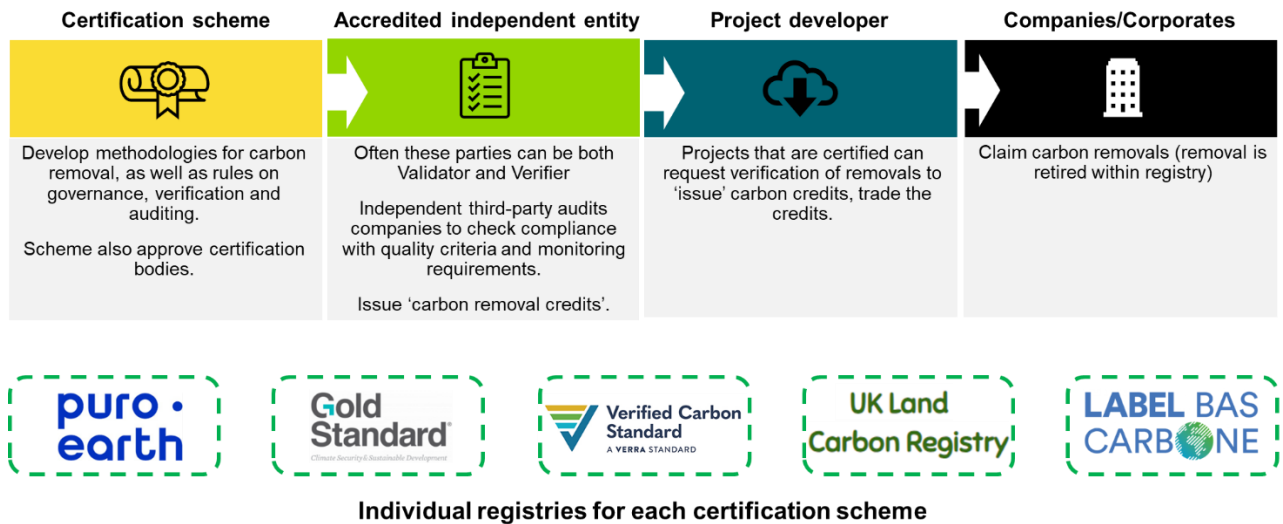 Certification scheme
Accredited independent entity
Project developer
Companies/Corporates
Develop methodologies for carbon
removal, as well as rules on
governance, verification and
auditing.
Scheme also approve certification
bodies.
Often these parties can be both
Validator and Verifier
Independent third-party audits
companies to check compliance
with quality criteria and monitoring
requirements.
Issue ‘carbon removal credits’.
Projects that are certified can
request verification of removals to
‘issue’ carbon credits, trade the
credits.
Claim carbon removals (removal is
retired within registry)
puro·
earth
Gold
Standard®
Climate Security & Sustainable Development
Verified Carbon
Standard
A VERRA STANDARD
UK Land
Carbon Registry
LABEL BAS
CARBONE
Individual registries for each certification scheme